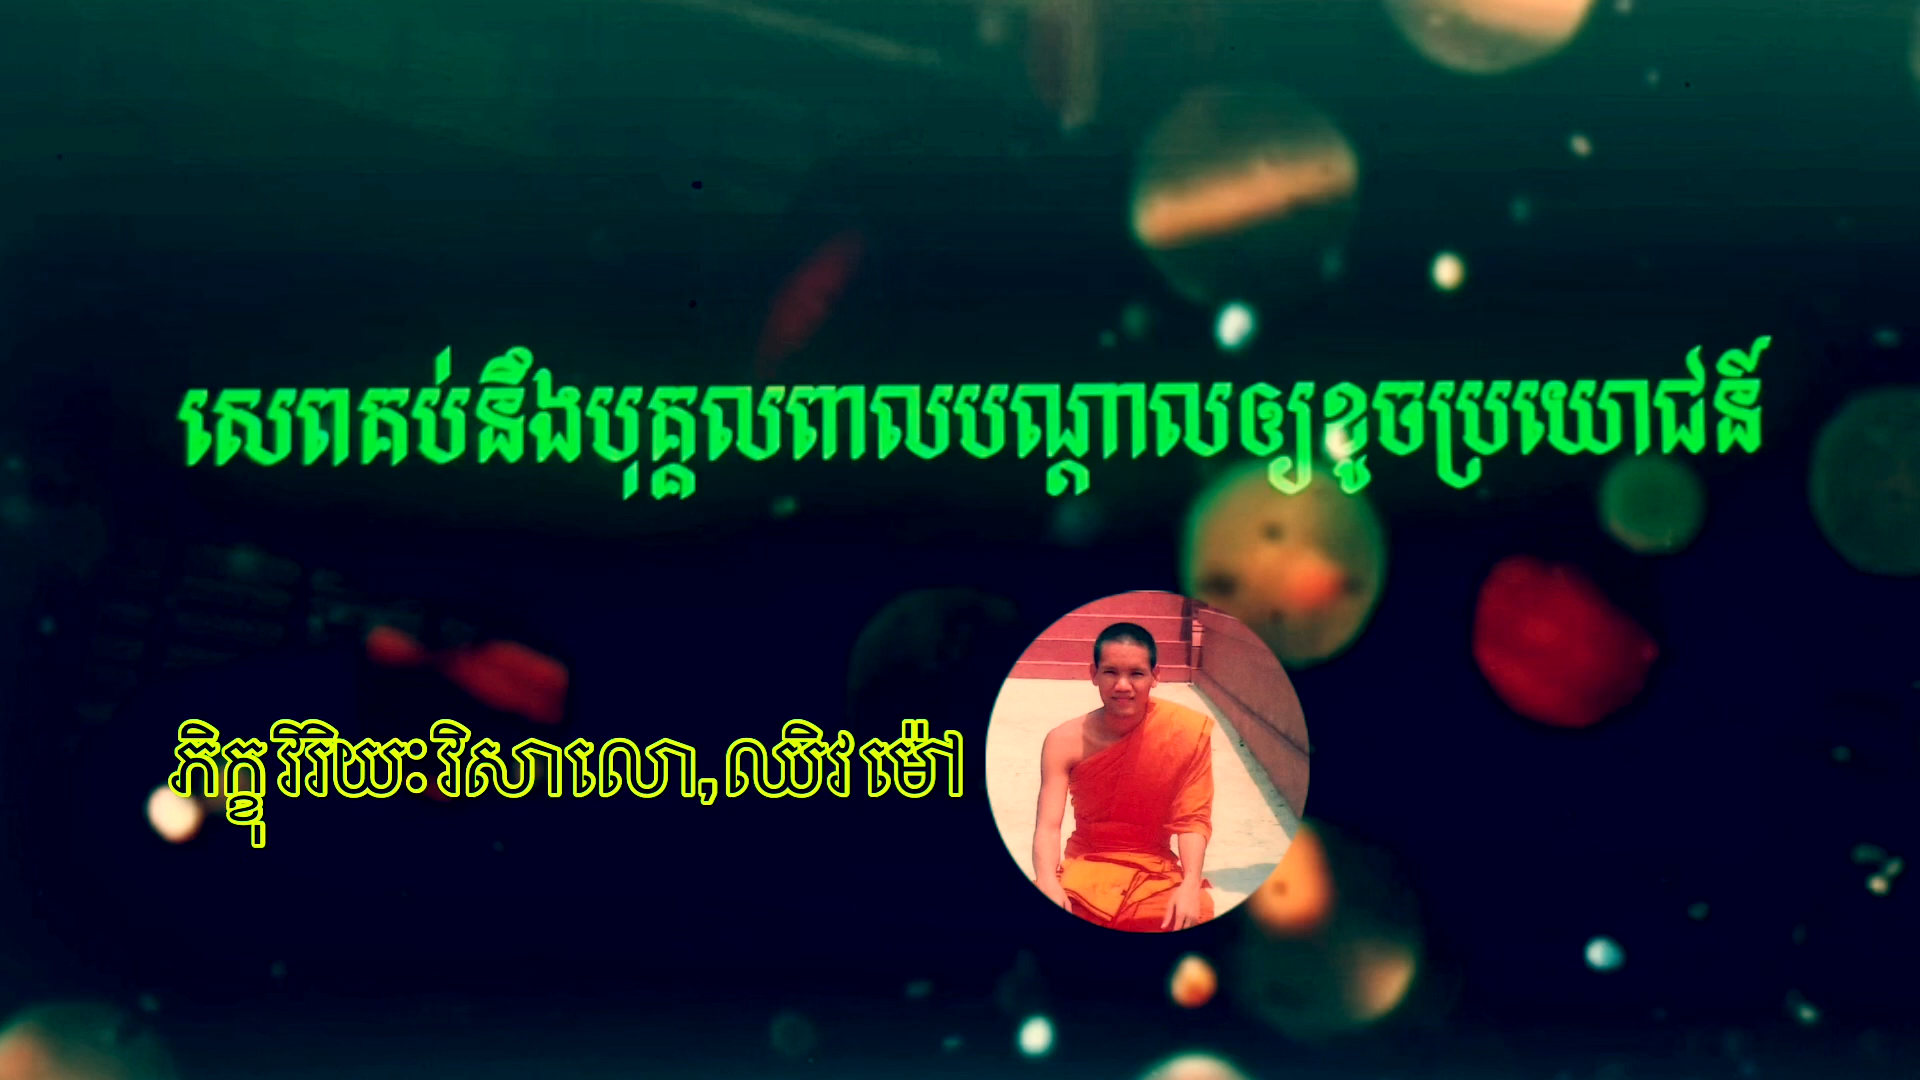 សេពគប់នឹងបុគ្គលពាលបណ្ដាលឲ្យខូចប្រយោជន៍
ភិក្ខុវិរិយៈវិសាលោ,ឈិវ ម៉ៅ